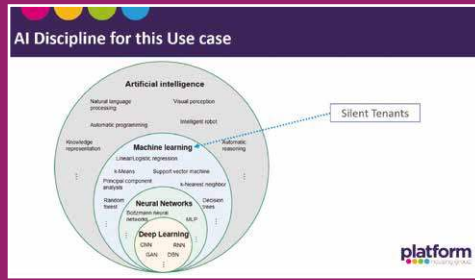 AI Discipline for this Use case
Artificial intelligence
Natural language
processing
Visual perception
Automatic programming
Intelligent robot
Knowledge
representation
Automatic
reasoning
Machine learning
Linear/Logistic regression
k-Means
Support vector machine
Principal component
analysis
k-Nearest neighbor
Random
forest
Decision
trees
Neural Networks
Boltzmann Neural
networks
MLP
Deep Learning
CNN
RNN
GAN
DBN
Silent Tenants
platform
housing group